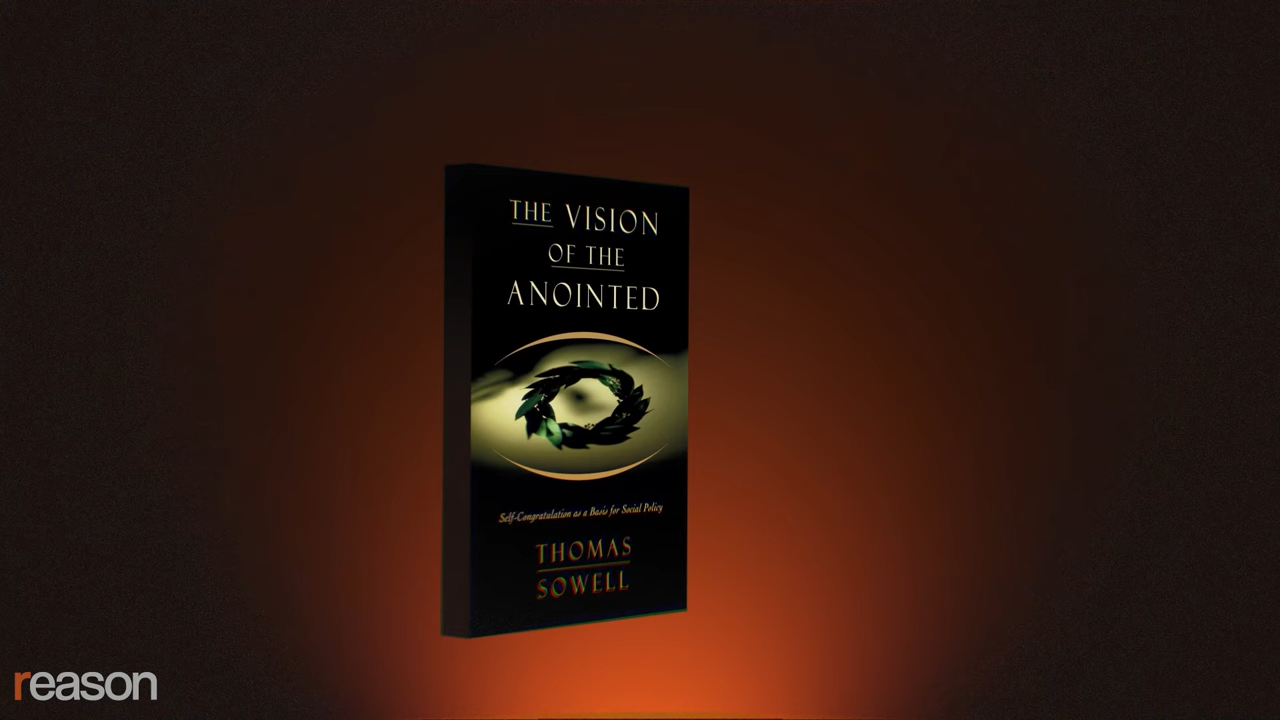 THE VISION
OF THE
ANOINTED
Self-Congratulation as a Basis for Social Policy
THOMAS
SOWELL
reason